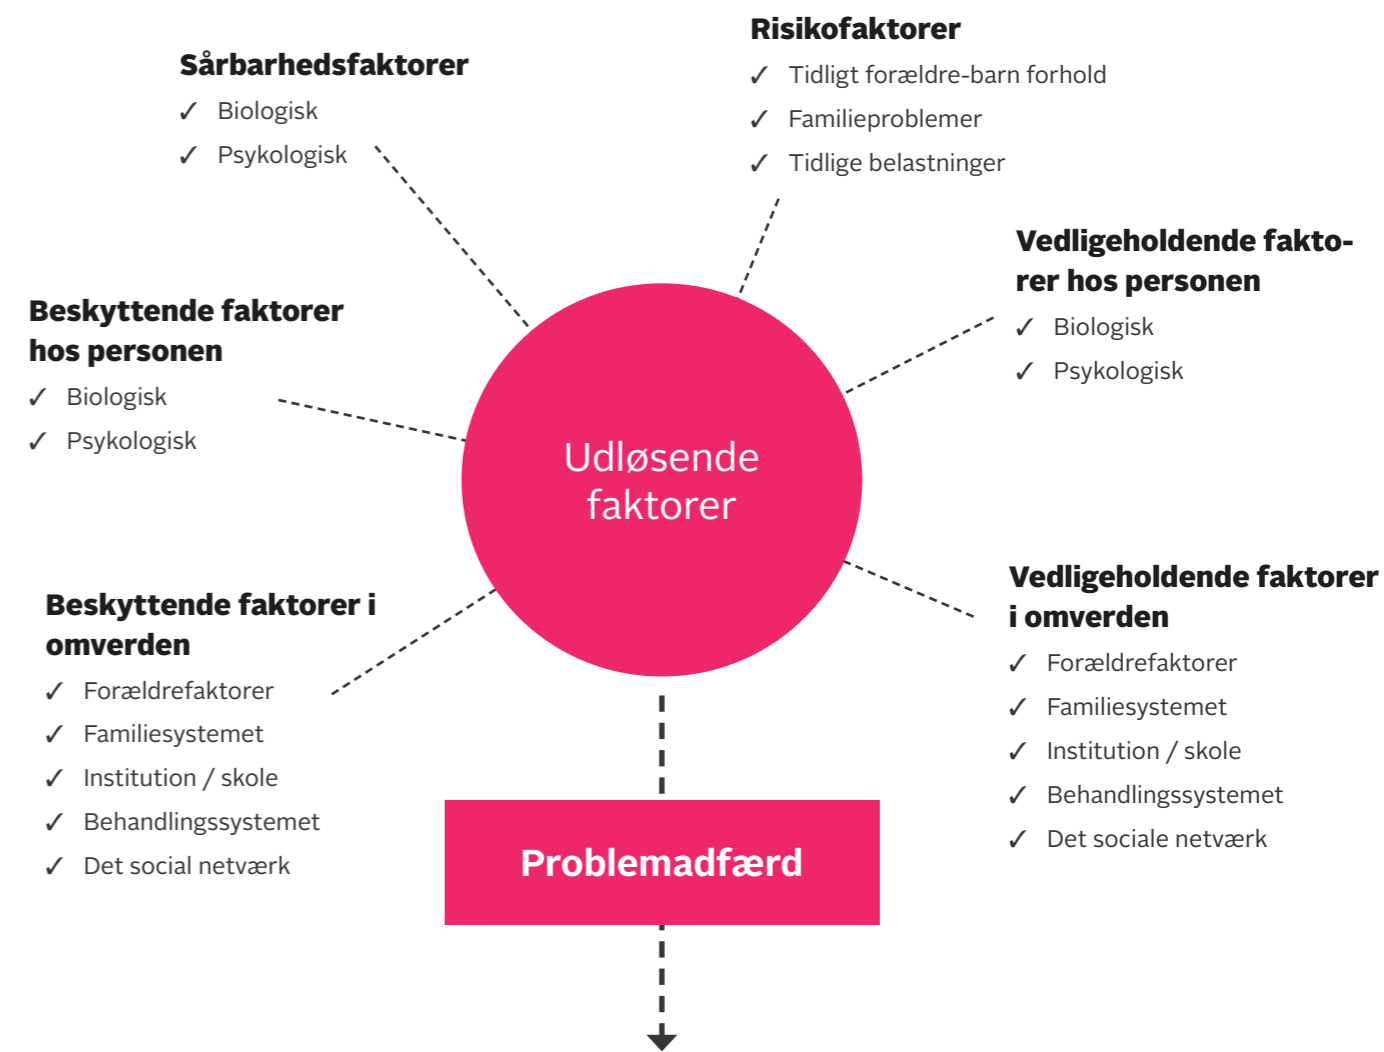 Sårbarhedsfaktorer
✓ Biologisk
✓ Psykologisk
Risikofaktorer
✓ Tidligt forældre-barn forhold
✓ Familieproblemer
✓ Tidlige belastninger
Beskyttende faktorer
hos personen
✓ Biologisk
✓ Psykologisk
Vedligeholdende fakto-
rer hos personen
✓ Biologisk
✓ Psykologisk
Udløsende
faktorer
Beskyttende faktorer i
omverden
✓ Forældrefaktorer
✓ Familiesystemet
✓ Institution / skole
✓ Behandlingssystemet
✓ Det social netværk
Vedligeholdende faktorer
i omverden
✓ Forældrefaktorer
✓ Familiesystemet
✓ Institution / skole
✓ Behandlingssystemet
✓ Det sociale netværk
Problemadfærd